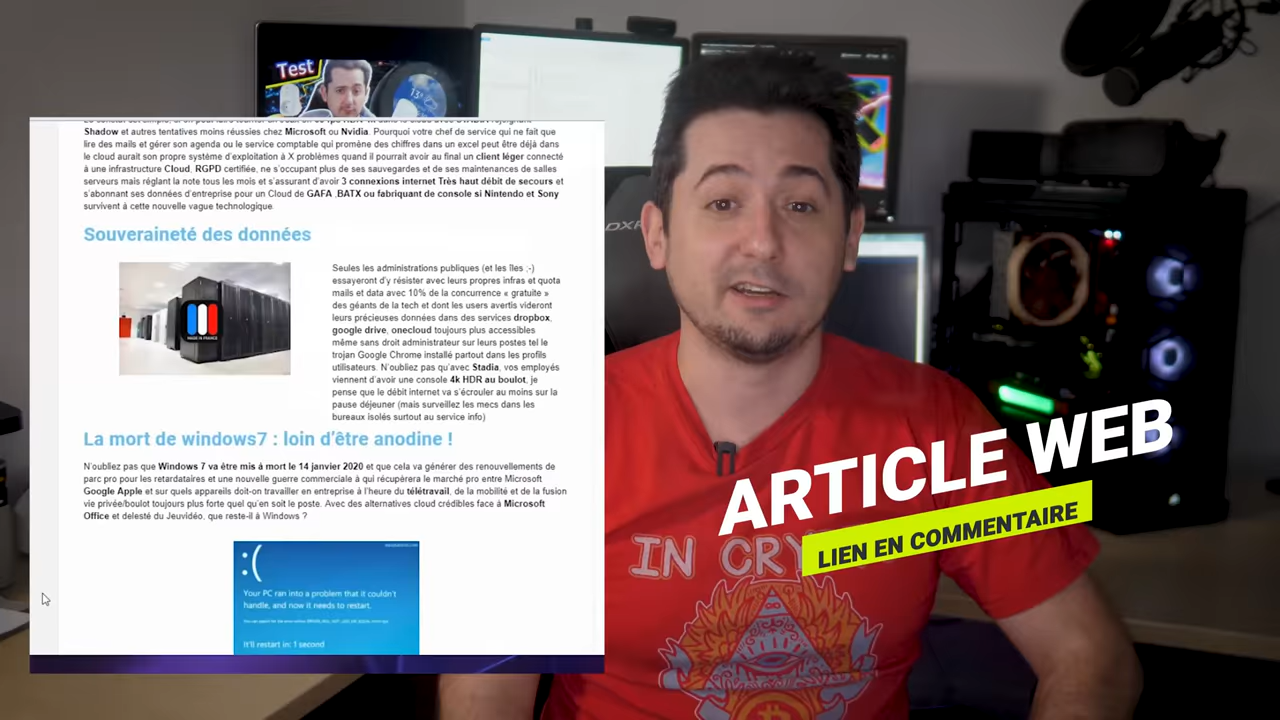 Test
Shadow et autres tentatives moins réussies chez Microsoft ou Nvidia. Pourquoi votre chef de service qui ne fait que
lire des mails et gérer son agenda ou le service comptable qui promène des chiffres dans un excel peut être déjà dans
le cloud aurait son propre système d'exploitation à X problèmes quand il pourrait avoir au final un client léger connecté
à une infrastructure Cloud, RGPD certifiée, ne s'occupant plus de ses sauvegardes et de ses maintenances de salles
serveurs mais réglant la note tous les mois et s'assurant d'avoir 3 connexions internet Très haut débit de secours et
s'abonnant ses données d'entreprise pour un Cloud de GAFA ,BATX ou fabriquant de console si Nintendo et Sony
survivent à cette nouvelle vague technologique.
Souveraineté des données
Seules les administrations publiques (et les îles ;-)
essayeront d'y résister avec leurs propres infras et quota
mails et data avec 10% de la concurrence « gratuite »
des géants de la tech et dont les users avertis videront
leurs précieuses données dans des services dropbox,
google drive, onecloud toujours plus accessibles
même sans droit administrateur sur leurs postes tel le
trojan Google Chrome installé partout dans les profils
utilisateurs. N'oubliez pas qu'avec Stadia, vos employés
viennent d'avoir une console 4k HDR au boulot, je
pense que le débit internet va s'écrouler au moins sur la
pause déjeuner (mais surveillez les mecs dans les
bureaux isolés surtout au service info)
MADE IN FRANCE
La mort de windows7 : loin d'être anodine !
N'oubliez pas que Windows 7 va être mis à mort le 14 janvier 2020 et que cela va générer des renouvellements de
parc pro pour les retardataires et une nouvelle guerre commerciale à qui récupèrera le marché pro entre Microsoft
Google Apple et sur quels appareils doit-on travailler en entreprise à l'heure du télétravail, de la mobilité et de la fusion
vie privée/boulot toujours plus forte quel qu'en soit le poste. Avec des alternatives cloud crédibles face à Microsoft
Office et delesté du Jeuvidéo, que reste-il à Windows ?
:(
Your PC ran into a problem that it couldn't
handle, and now it needs to restart.
It'll restart in: 1 second
DXR
ARTICLE WEB
LIEN EN COMMENTAIRE
IN CRY